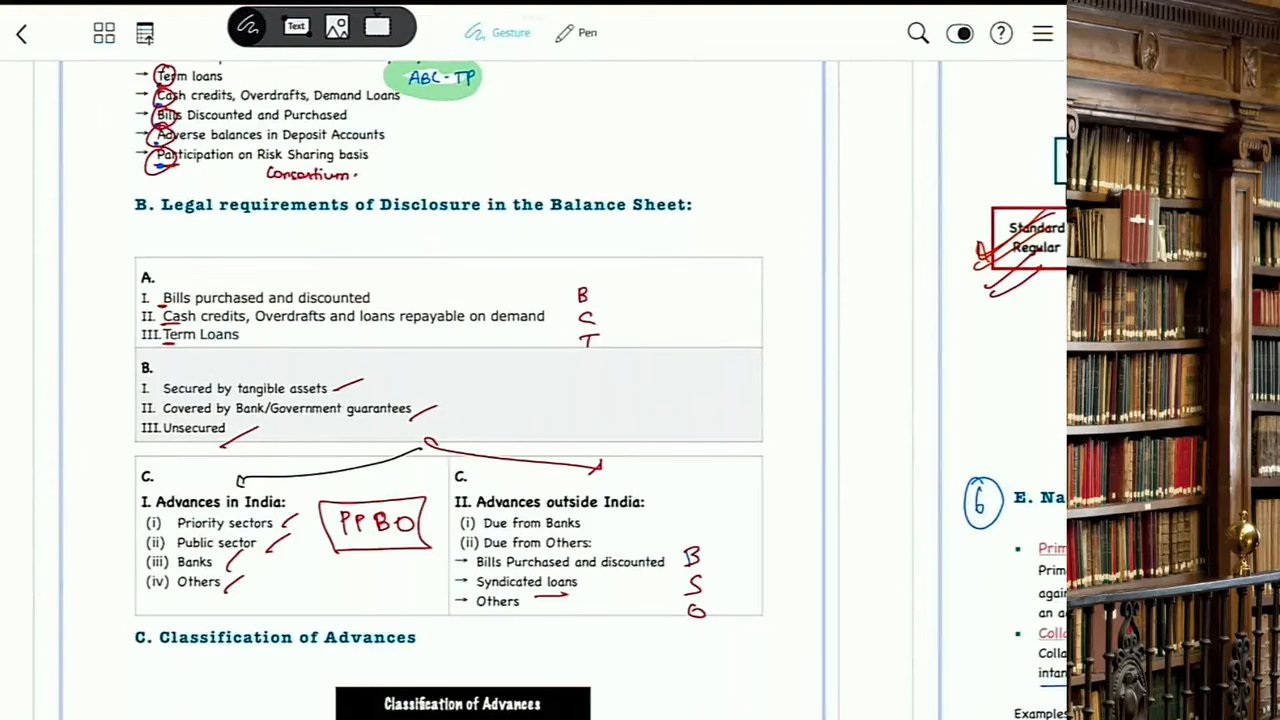 Text
Gesture
Pen
?
→ Term loans
ABC - TP
→ Cash credits, Overdrafts, Demand Loans
→ Bills Discounted and Purchased
→ Adverse balances in Deposit Accounts
→ Participation on Risk Sharing basis
Consortium.
B. Legal requirements of Disclosure in the Balance Sheet:
A.
I. Bills purchased and discounted B
II. Cash credits, Overdrafts and loans repayable on demand C
III. Term Loans T
B.
I. Secured by tangible assets
II. Covered by Bank/Government guarantees
III. Unsecured
C.
I. Advances in India:
(i) Priority sectors
(ii) Public sector
(iii) Banks
(iv) Others
PPBO
C.
II. Advances outside India:
(i) Due from Banks
(ii) Due from Others:
→ Bills Purchased and discounted B
→ Syndicated loans S
→ Others O
C. Classification of Advances
Classification of Advances
Standard
Regular
6
E. Na
Prim
Prim
again
an a
Colla
Colla
intan
Examples